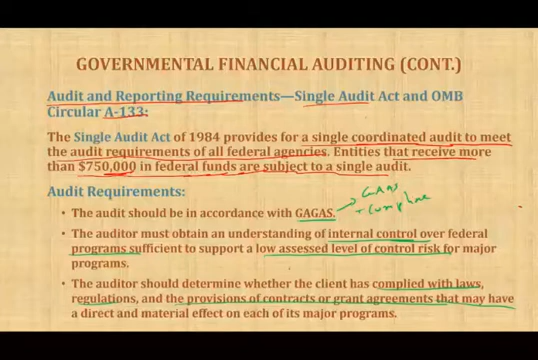 GOVERNMENTAL FINANCIAL AUDITING (CONT.)
Audit and Reporting Requirements—Single Audit Act and OMB
Circular A-133:
The Single Audit Act of 1984 provides for a single coordinated audit to meet
the audit requirements of all federal agencies. Entities that receive more
than $750,000 in federal funds are subject to a single audit.
Audit Requirements:
GAAS
• The audit should be in accordance with GAGAS.
• The auditor must obtain an understanding of internal control over federal
programs sufficient to support a low assessed level of control risk for major
programs.
• The auditor should determine whether the client has complied with laws,
regulations, and the provisions of contracts or grant agreements that may have
a direct and material effect on each of its major programs.